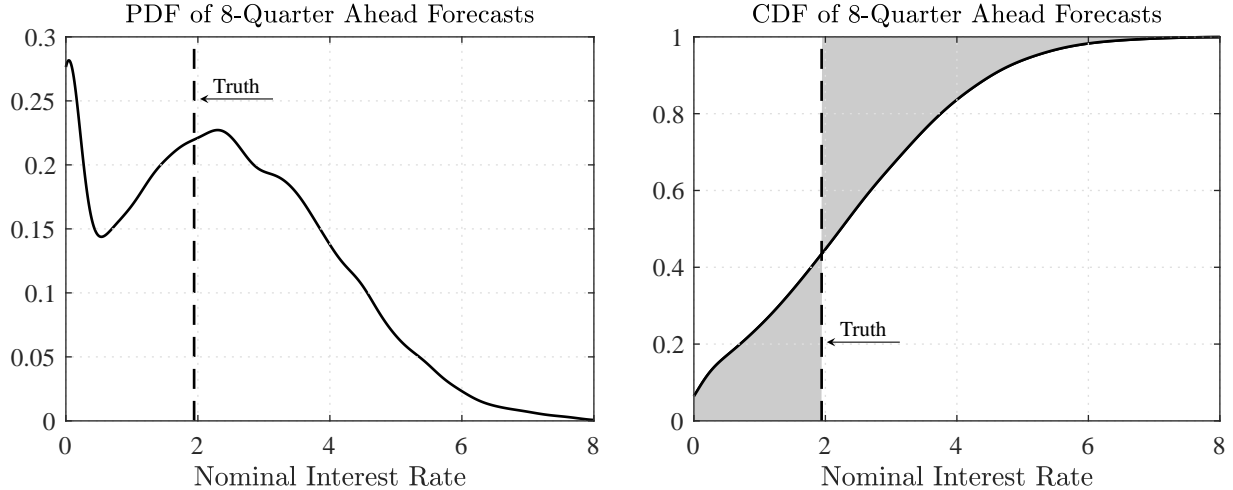 PDF of 8-Quarter Ahead Forecasts
0.3
0.25
0.2
0.15
0.1
0.05
0
Truth
0 2 4 6 8
Nominal Interest Rate
CDF of 8-Quarter Ahead Forecasts
1
0.8
0.6
0.4
0.2
0
Truth
0 2 4 6 8
Nominal Interest Rate